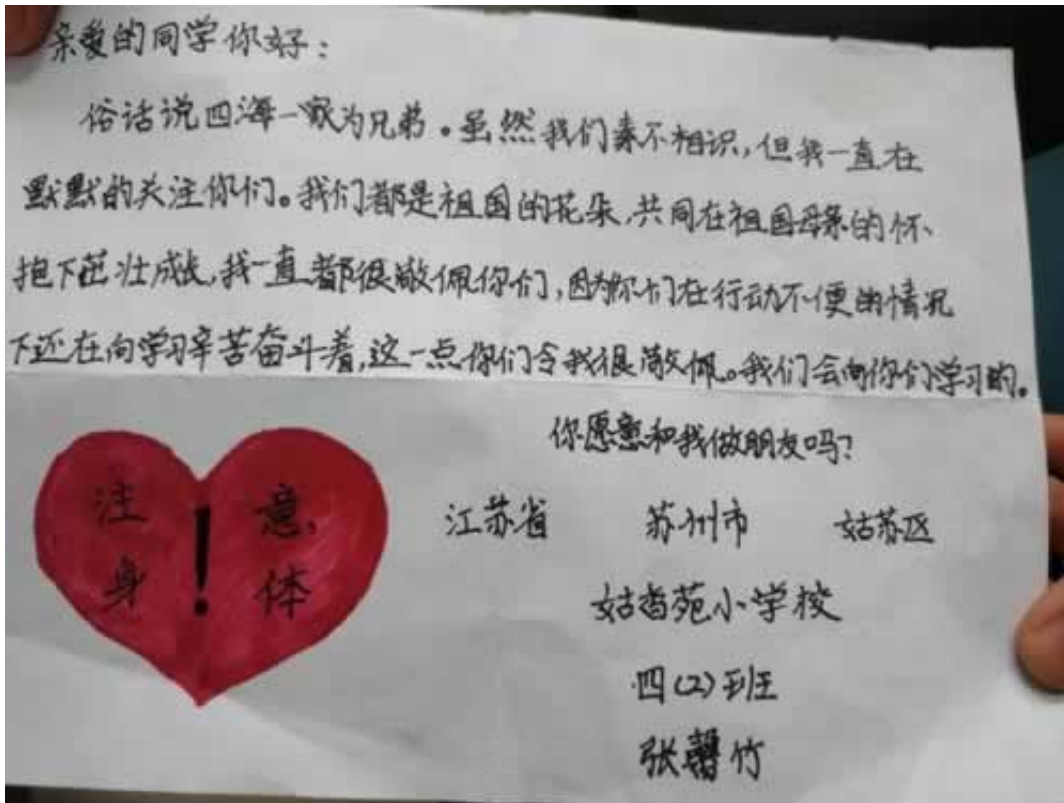 亲爱的同学你好：
俗话说四海一家为兄弟。虽然我们素不相识，但我一直在
默默的关注你们。我们都是祖国的花朵，共同在祖国母亲的怀
抱下茁壮成长，我一直都很敬佩你们，因为你们在行动不便的情况
下还在向学习辛苦奋斗着，这一点你们令我很敬佩。我们会向你们学习的。
你愿意和我做朋友吗？
注意
身！体
江苏省 苏州市 姑苏区
姑香苑小学校
四（2）班
张馨竹